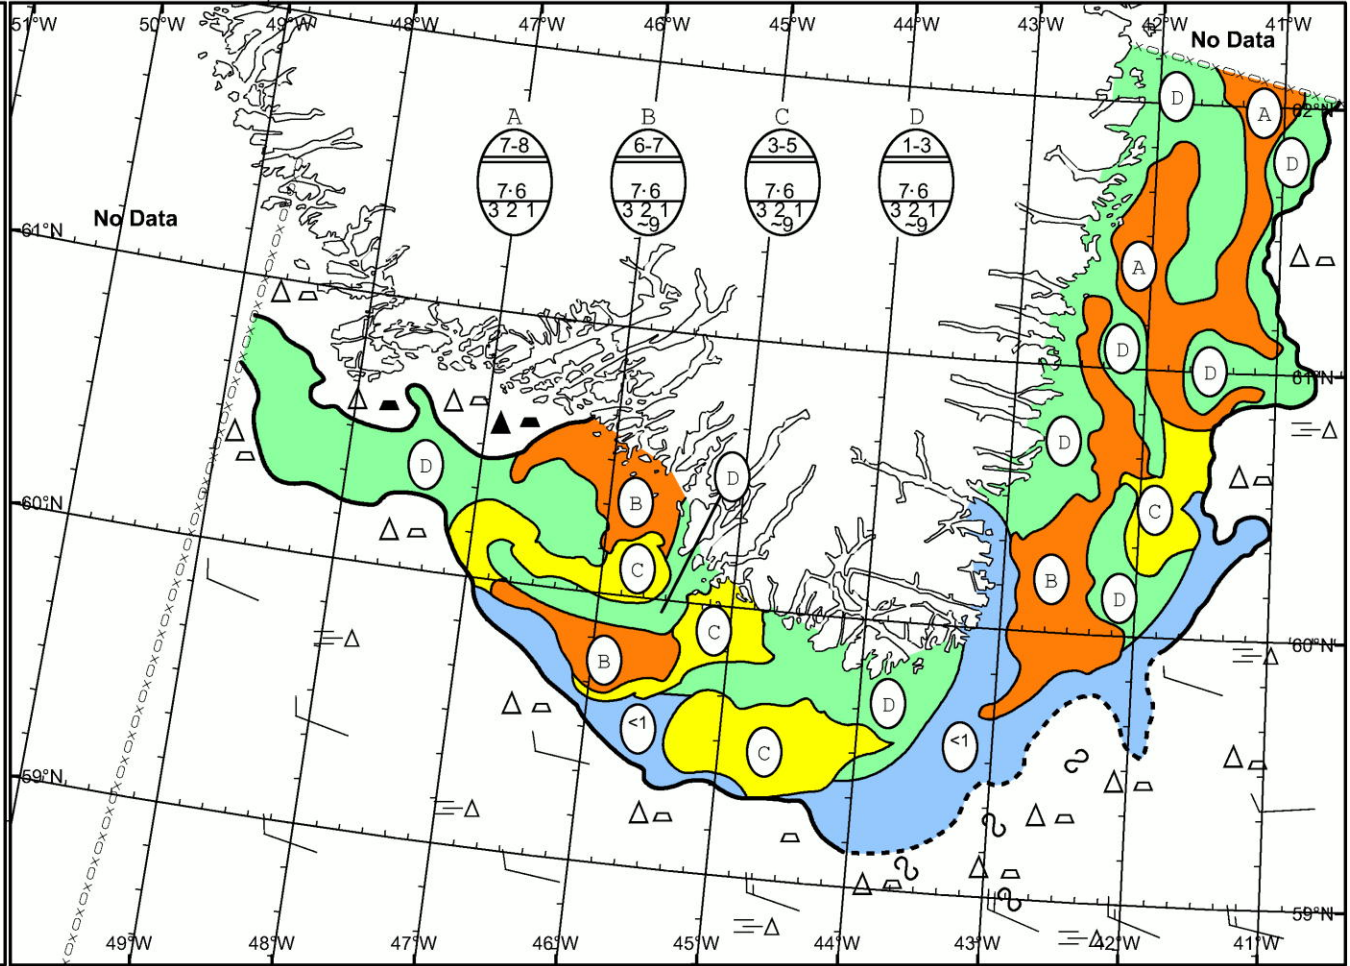 51°W 50°W 49°W 48°W 47°W 46°W 45°W 44°W 43°W 42°W 41°W
No Data
D
A
62°N
A B C D
7-8 6-7 3-5 1-3
D
7·6 7·6 7·6 7·6
3 2 1 3 2 1 3 2 1 3 2 1
~9 ~9 ~9
No Data
61°N
A
D
D
61°N
D
D
D
B
60°N
C
C
B
D
C
B
60°N
D
<1
<1
C
59°N
59°N
49°W 48°W 47°W 46°W 45°W 44°W 43°W 42°W 41°W